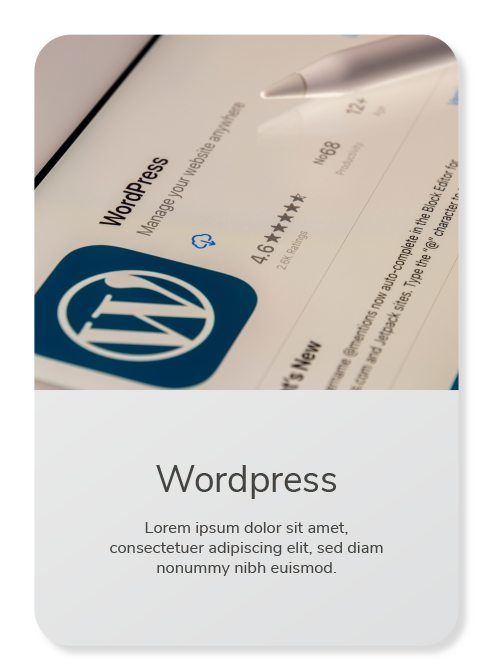 WordPress
Manage your website anywhere
4.6★★★★★
2.6K Ratings
No68
Productivity
12+
Age
t's New
ername @mentions now auto-complete in the Block Editor for
s.com and Jetpack sites. Type the "@" character to
Wordpress
Lorem ipsum dolor sit amet,
consectetuer adipiscing elit, sed diam
nonummy nibh euismod.